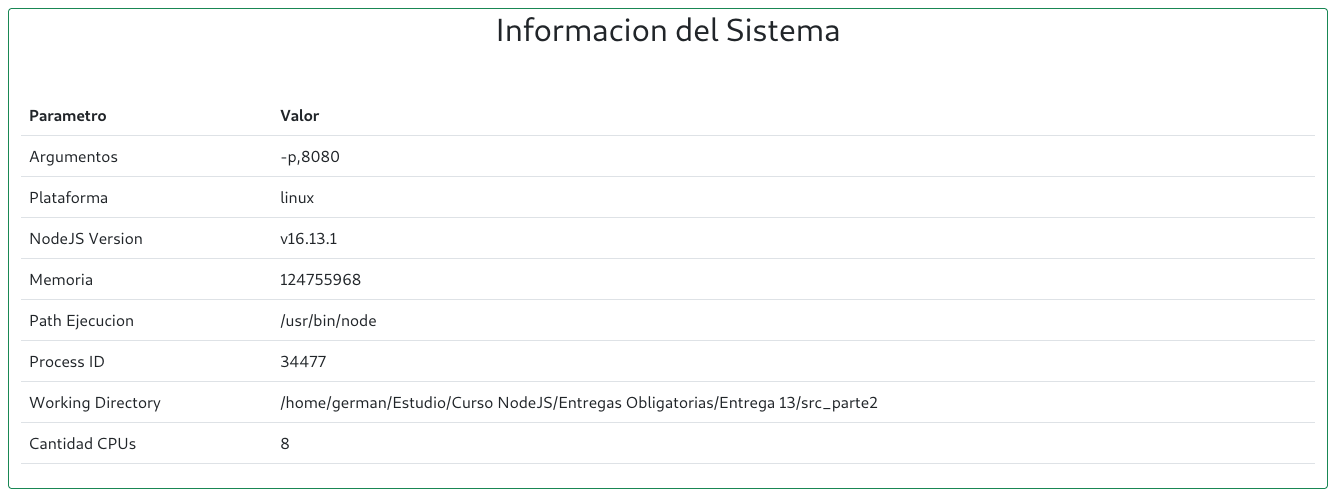 Informacion del Sistema
Parametro Valor
Argumentos -p,8080
Plataforma linux
NodeJS Version v16.13.1
Memoria 124755968
Path Ejecucion /usr/bin/node
Process ID 34477
Working Directory /home/german/Estudio/Curso NodeJS/Entregas Obligatorias/Entrega 13/src_parte2
Cantidad CPUs 8